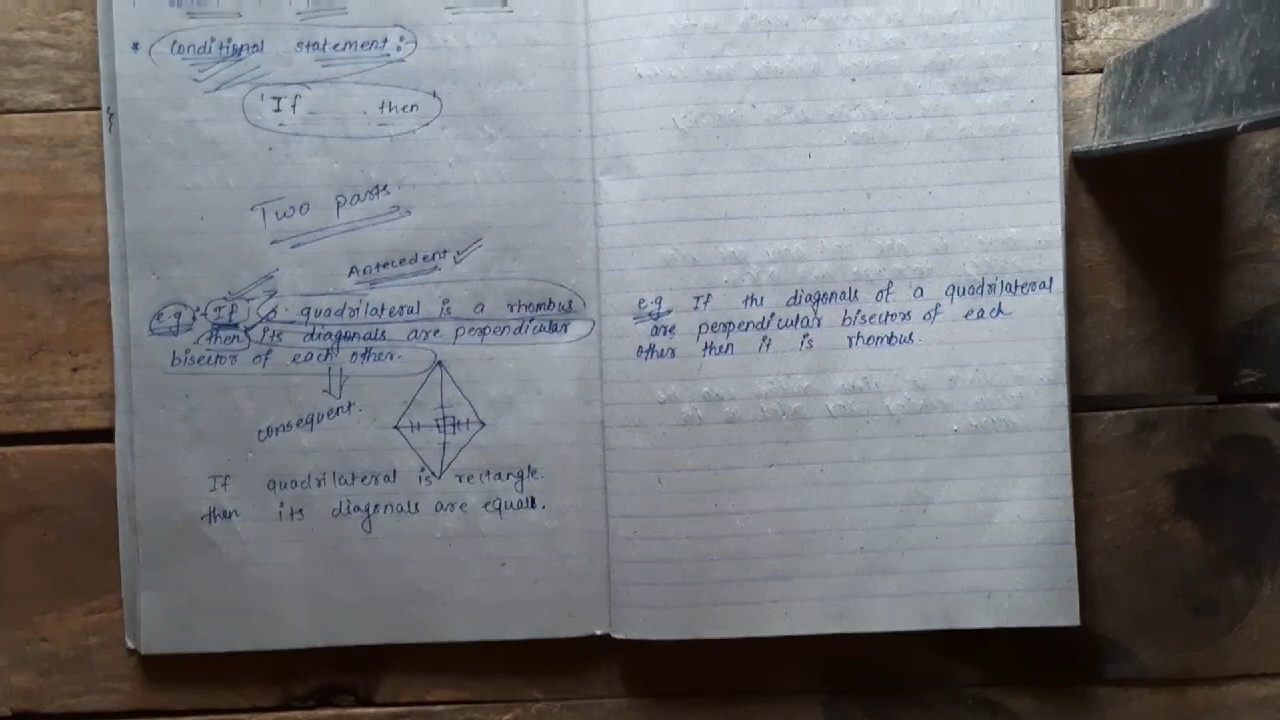 * Conditional statement :-
'If _ . then'
Two parts.
Antecedent
e.g :- If a quadrilateral is a rhombus
then its diagonals are perpendicular
bisector of each other.
consequent.
If quadrilateral is rectangle.
then its diagonals are equal.
e.g If the diagonals of a quadrilateral
are perpendicular bisectors of each
other then it is rhombus.